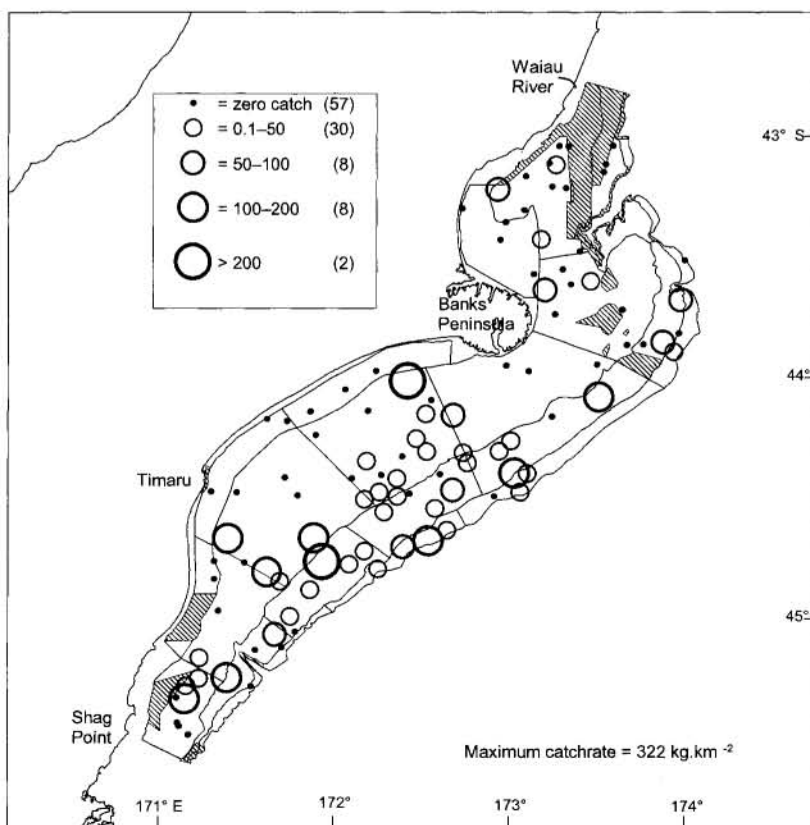 Waiau
River
= zero catch (57)
= 0.1–50 (30)
= 50–100 (8)
= 100–200 (8)
> 200 (2)
43° S
Banks
Peninsula
44°
Timaru
45°
Shag
Point
Maximum catchrate = 322 kg.km -2
171° E 172° 173° 174°